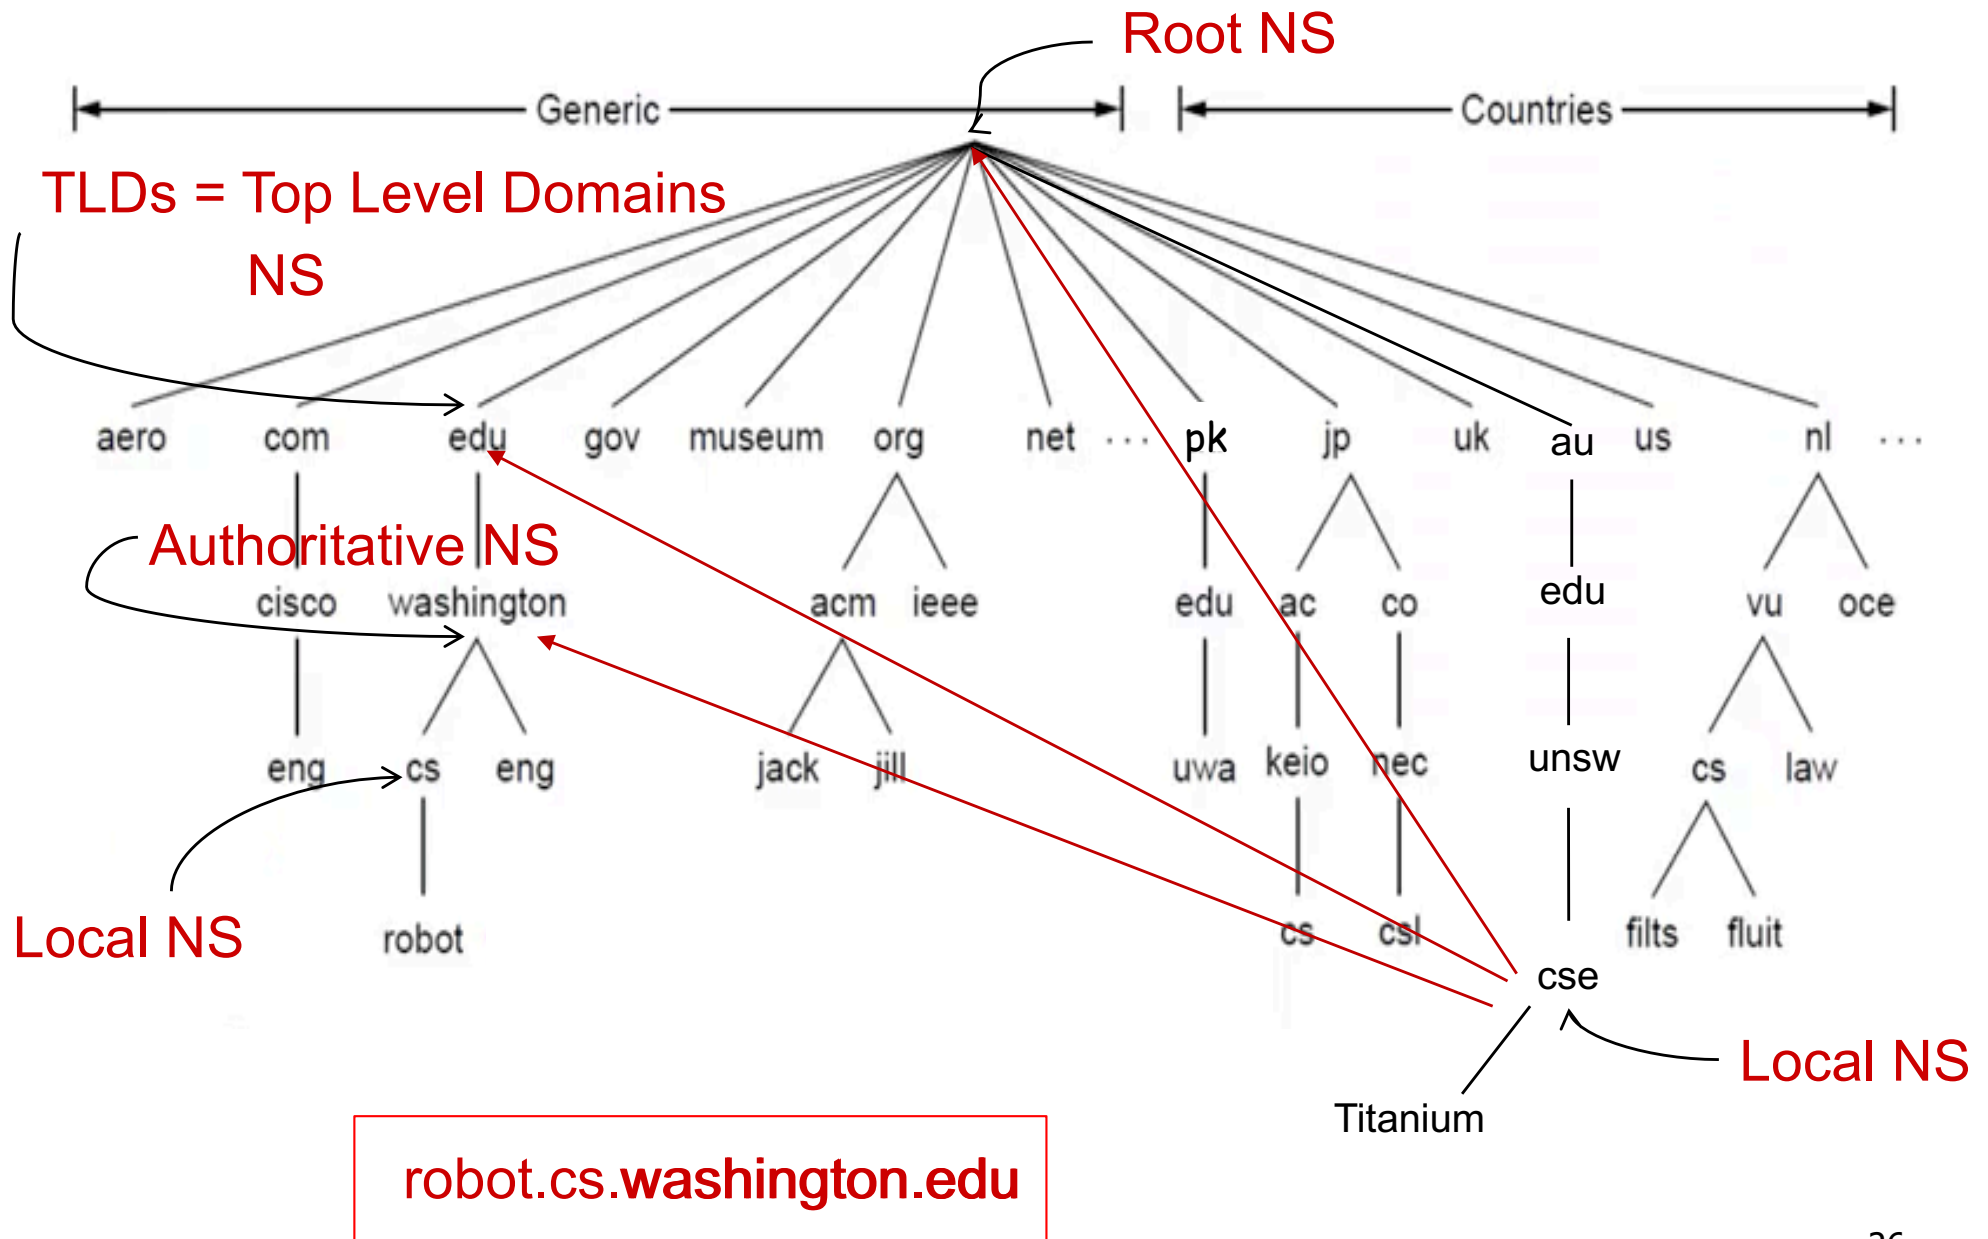 Root NS
Generic
Countries
TLDs = Top Level Domains
NS
aero com edu gov museum org net ... pk jp uk au us nl ...
Authoritative NS
cisco washington acm ieee edu ac co edu vu oce
eng cs eng jack jill uwa keio nec unsw cs law
Local NS
robot cs csl filts fluit
cse
Local NS
Titanium
robot.cs.washington.edu